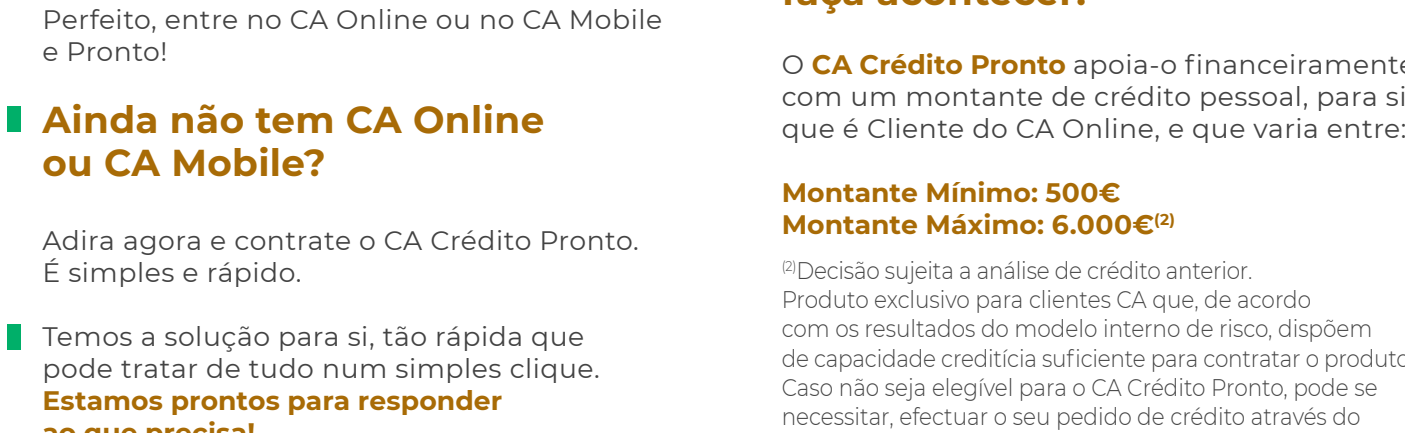 Perfeito, entre no CA Online ou no CA Mobile
e Pronto!
Ainda não tem CA Online
ou CA Mobile?
Adira agora e contrate o CA Crédito Pronto.
É simples e rápido.
Temos a solução para si, tão rápida que
pode tratar de tudo num simples clique.
Estamos prontos para responder
ao que precisa!
faça acontecer!
O CA Crédito Pronto apoia-o financeiramente
com um montante de crédito pessoal, para si
que é Cliente do CA Online, e que varia entre:
Montante Mínimo: 500€
Montante Máximo: 6.000€(2)
(2)Decisão sujeita a análise de crédito anterior.
Produto exclusivo para clientes CA que, de acordo
com os resultados do modelo interno de risco, dispõem
de capacidade creditícia suficiente para contratar o produto
Caso não seja elegível para o CA Crédito Pronto, pode se
necessitar, efectuar o seu pedido de crédito através do